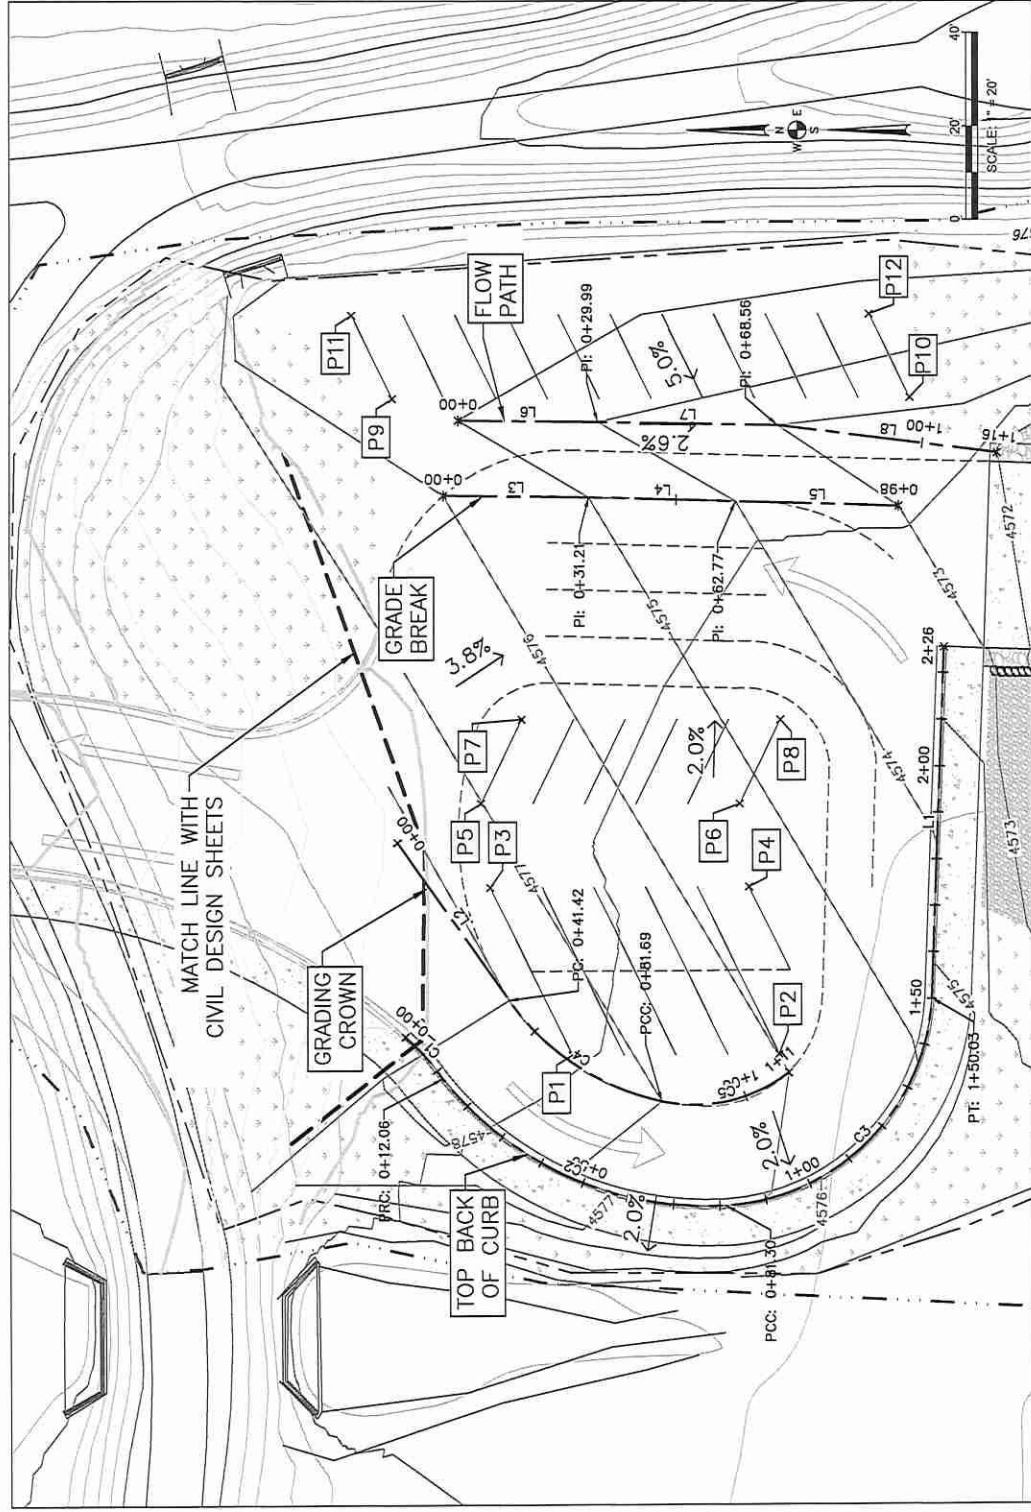 MATCH LINE WITH
CIVIL DESIGN SHEETS
GRADING
CROWN
TOP BACK
OF CURB
GRADE
BREAK
FLOW
PATH
P1
P2
P3
P4
P5
P6
P7
P8
P9
P10
P11
P12
0+00
0+00
0+00
0+00
C1
C2
C3
C4
L1
L2
L3
L4
L5
L6
L7
L8
PRC: 0+12.06
PCC: 0+81.30
PT: 1+50.03
PC: 0+41.42
PCC: 0+81.69
PI: 0+31.21
PI: 0+62.77
PI: 0+29.99
PI: 0+68.56
1+00
1+50
2+00
2+26
0+98
1+00
1+16
1+11
3.8%
2.0%
2.0%
2.0%
2.6%
5.0%
4578
4577
4576
4575
4577
4576
4575
4574
4573
4573
4572
4576
N
E
S
W
0
20'
40'
SCALE: 1" = 20'